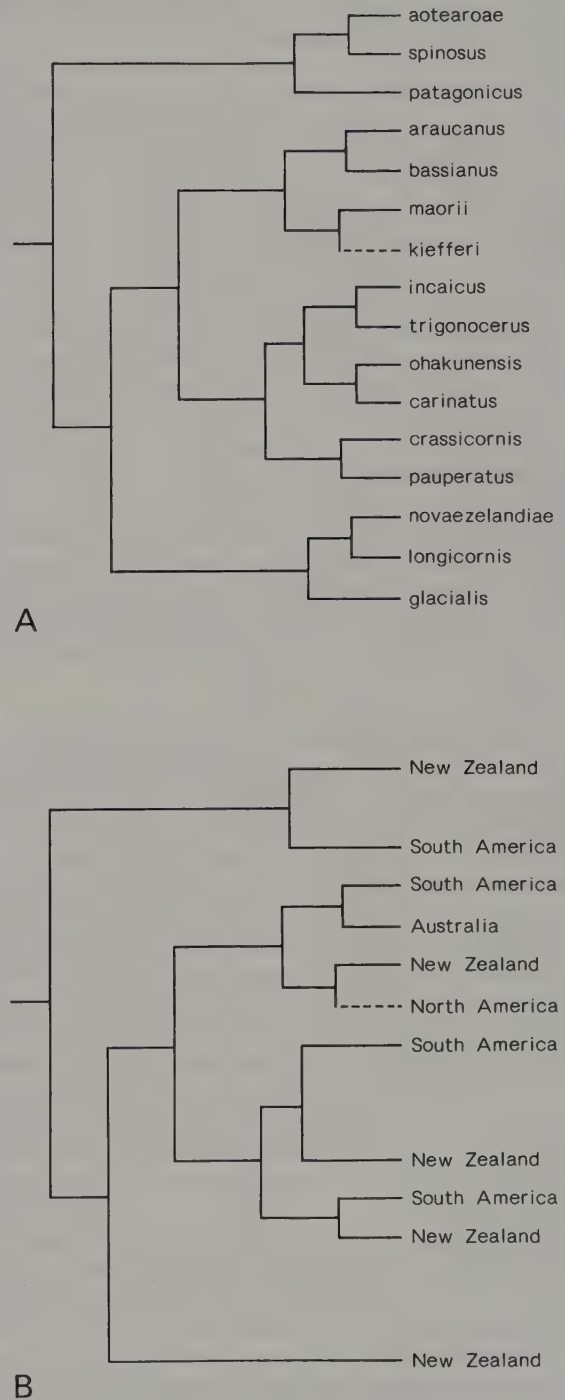 aotearoae
spinosus
patagonicus
araucanus
bassianus
maorii
kiefferi
incaicus
trigonocerus
ohakunensis
carinatus
crassicornis
pauperatus
novaezelandiae
longicornis
glacialis
A
New Zealand
South America
South America
Australia
New Zealand
North America
South America
New Zealand
South America
New Zealand
New Zealand
B